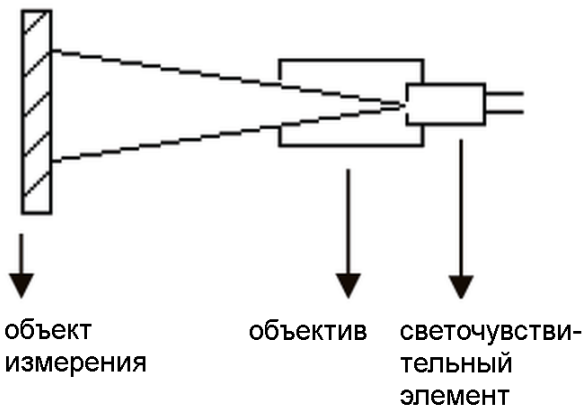 объект
измерения
объектив
светочувстви-
тельный
элемент